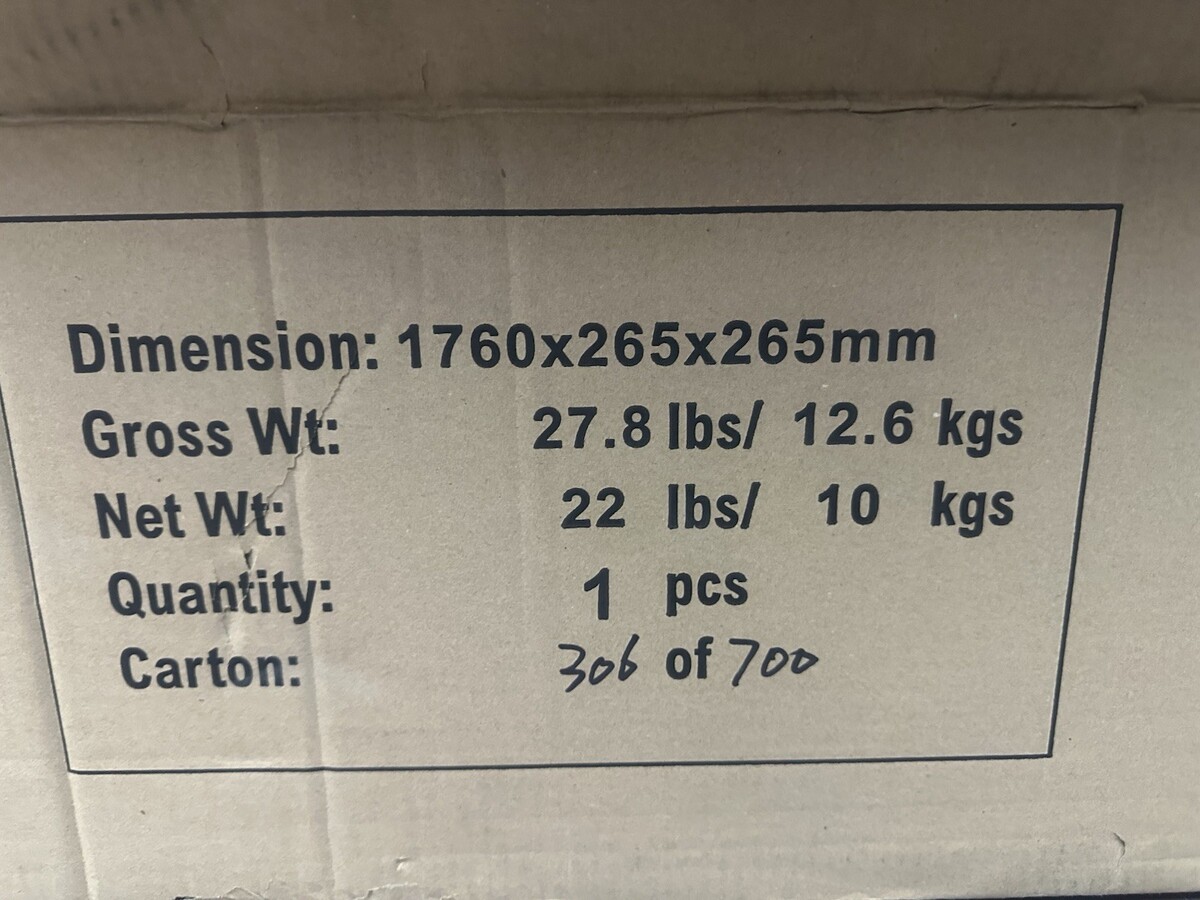 Dimension: 1760x265x265mm
Gross Wt: 27.8 lbs/ 12.6 kgs
Net Wt: 22 lbs/ 10 kgs
Quantity: 1 pcs
Carton: 306 of 700